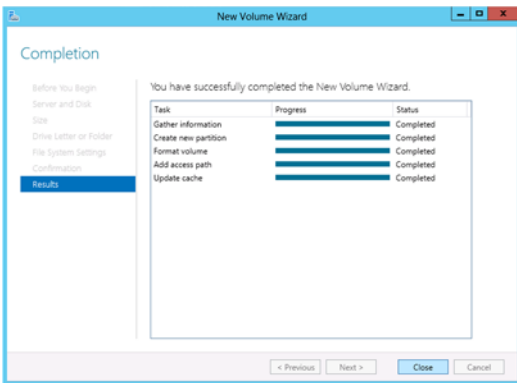 New Volume Wizard
Completion
Before You Begin
Server and Disk
Size
Drive Letter or Folder
File System Settings
Confirmation
Results
You have successfully completed the New Volume Wizard.
Task Progress Status
Gather information Completed
Create new partition Completed
Format volume Completed
Add access path Completed
Update cache Completed
< Previous Next > Close Cancel